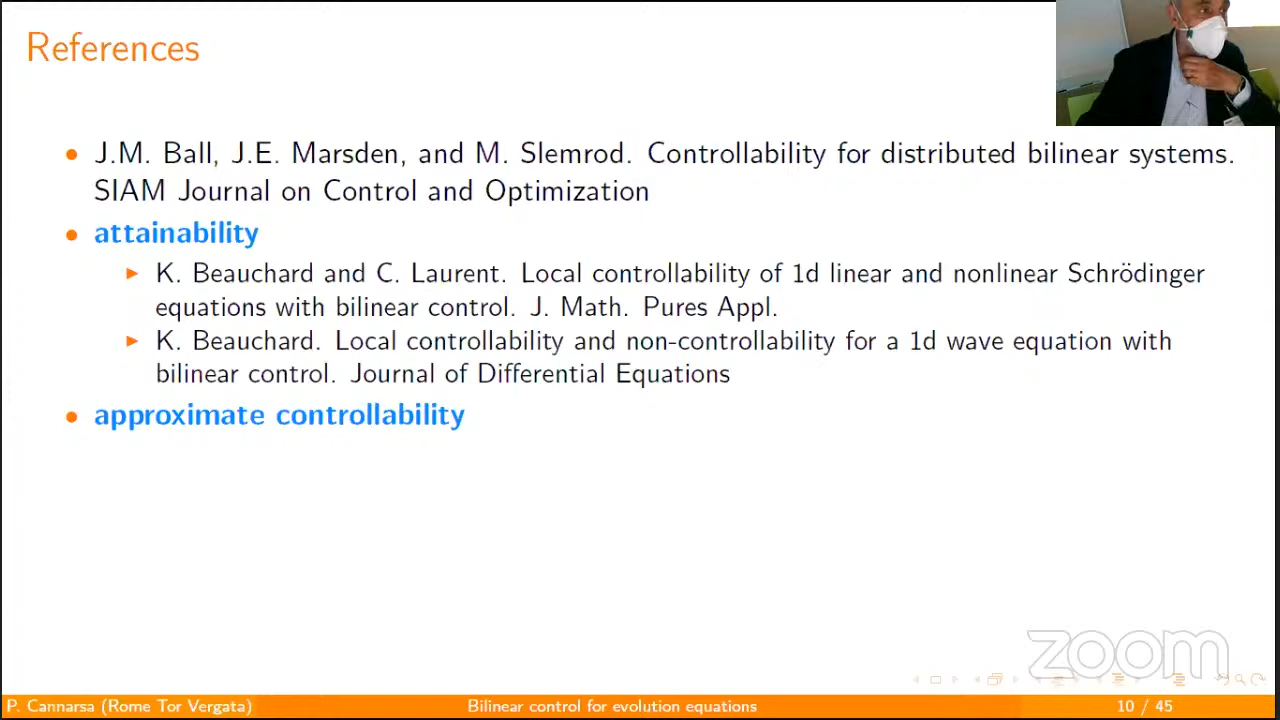 References
• J.M. Ball, J.E. Marsden, and M. Slemrod. Controllability for distributed bilinear systems.
SIAM Journal on Control and Optimization
• attainability
▶ K. Beauchard and C. Laurent. Local controllability of 1d linear and nonlinear Schrödinger
equations with bilinear control. J. Math. Pures Appl.
▶ K. Beauchard. Local controllability and non-controllability for a 1d wave equation with
bilinear control. Journal of Differential Equations
• approximate controllability
zoom
P. Cannarsa (Rome Tor Vergata) Bilinear control for evolution equations 10 / 45